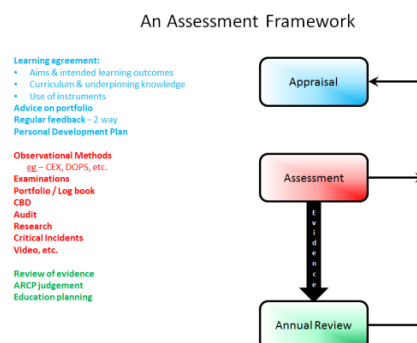 An Assessment Framework
Learning agreement:
• Aims & intended learning outcomes
• Curriculum & underpinning knowledge
• Use of instruments
Advice on portfolio
Regular feedback – 2 way
Personal Development Plan
Observational Methods
eg – CEX, DOPS, etc.
Examinations
Portfolio / Log book
CBD
Audit
Research
Critical Incidents
Video, etc.
Review of evidence
ARCP judgement
Education planning
Appraisal
Assessment
Evidence
Annual Review